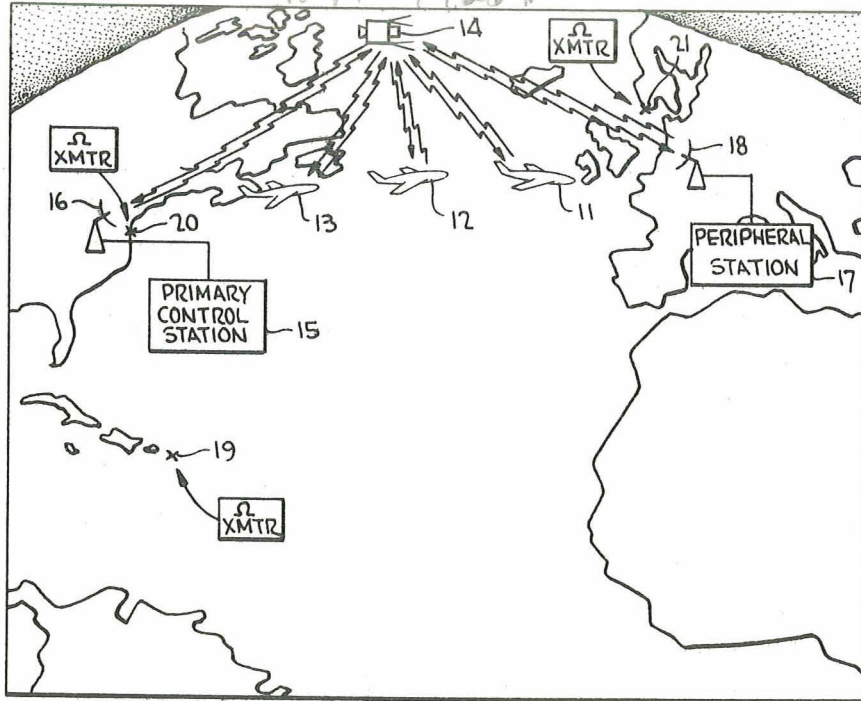 14
Ω
XMTR
21
Ω
XMTR
18
16
20
13
12
11
PERIPHERAL
STATION
17
PRIMARY
CONTROL
STATION
15
19
Ω
XMTR